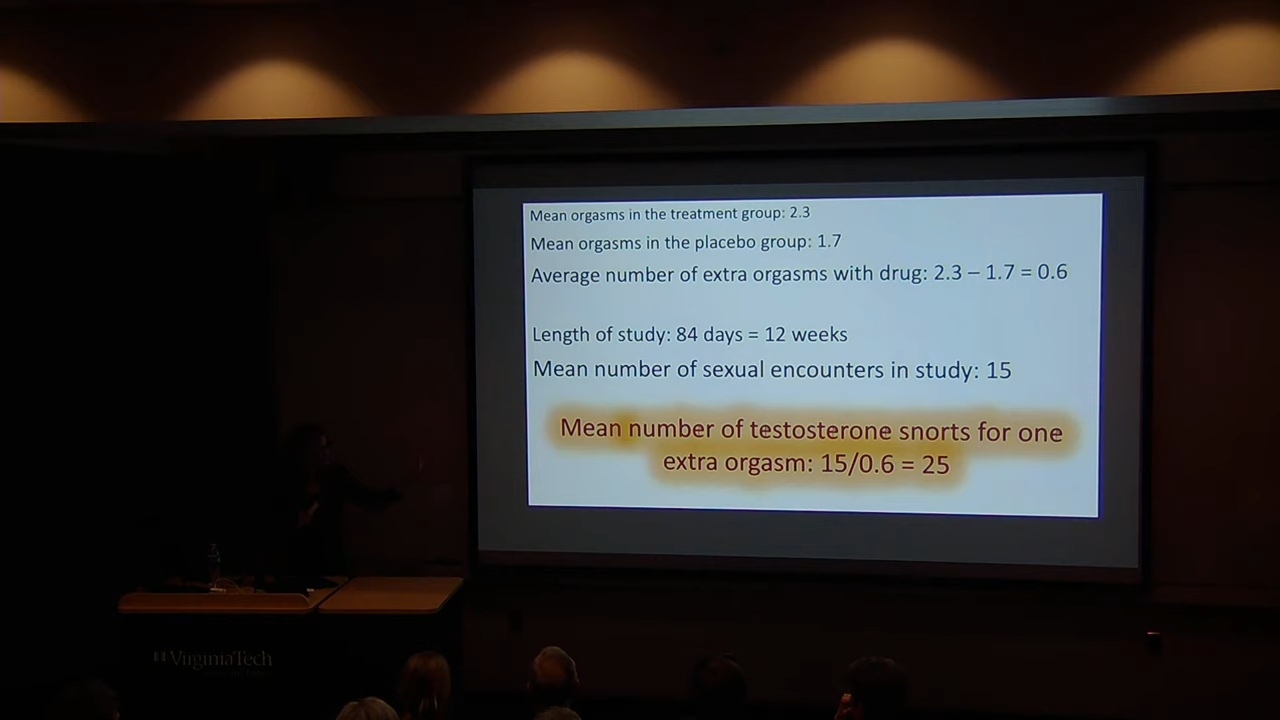 Mean orgasms in the treatment group: 2.3
Mean orgasms in the placebo group: 1.7
Average number of extra orgasms with drug: 2.3 – 1.7 = 0.6
Length of study: 84 days = 12 weeks
Mean number of sexual encounters in study: 15
Mean number of testosterone snorts for one
extra orgasm: 15/0.6 = 25
VirginiaTech